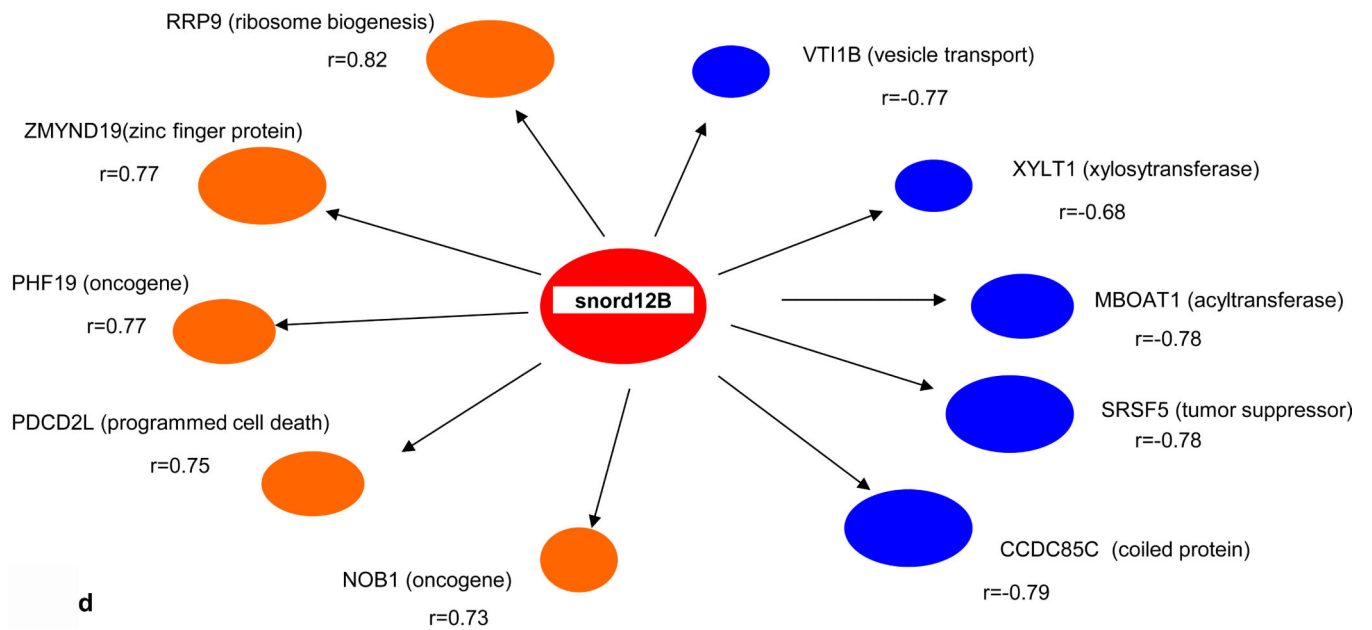 RRP9 (ribosome biogenesis)
r=0.82
VTI1B (vesicle transport)
r=-0.77
ZMYND19(zinc finger protein)
r=0.77
XYLT1 (xylosytransferase)
r=-0.68
PHF19 (oncogene)
r=0.77
snord12B
MBOAT1 (acyltransferase)
r=-0.78
PDCD2L (programmed cell death)
r=0.75
SRSF5 (tumor suppressor)
r=-0.78
NOB1 (oncogene)
r=0.73
CCDC85C (coiled protein)
r=-0.79
d